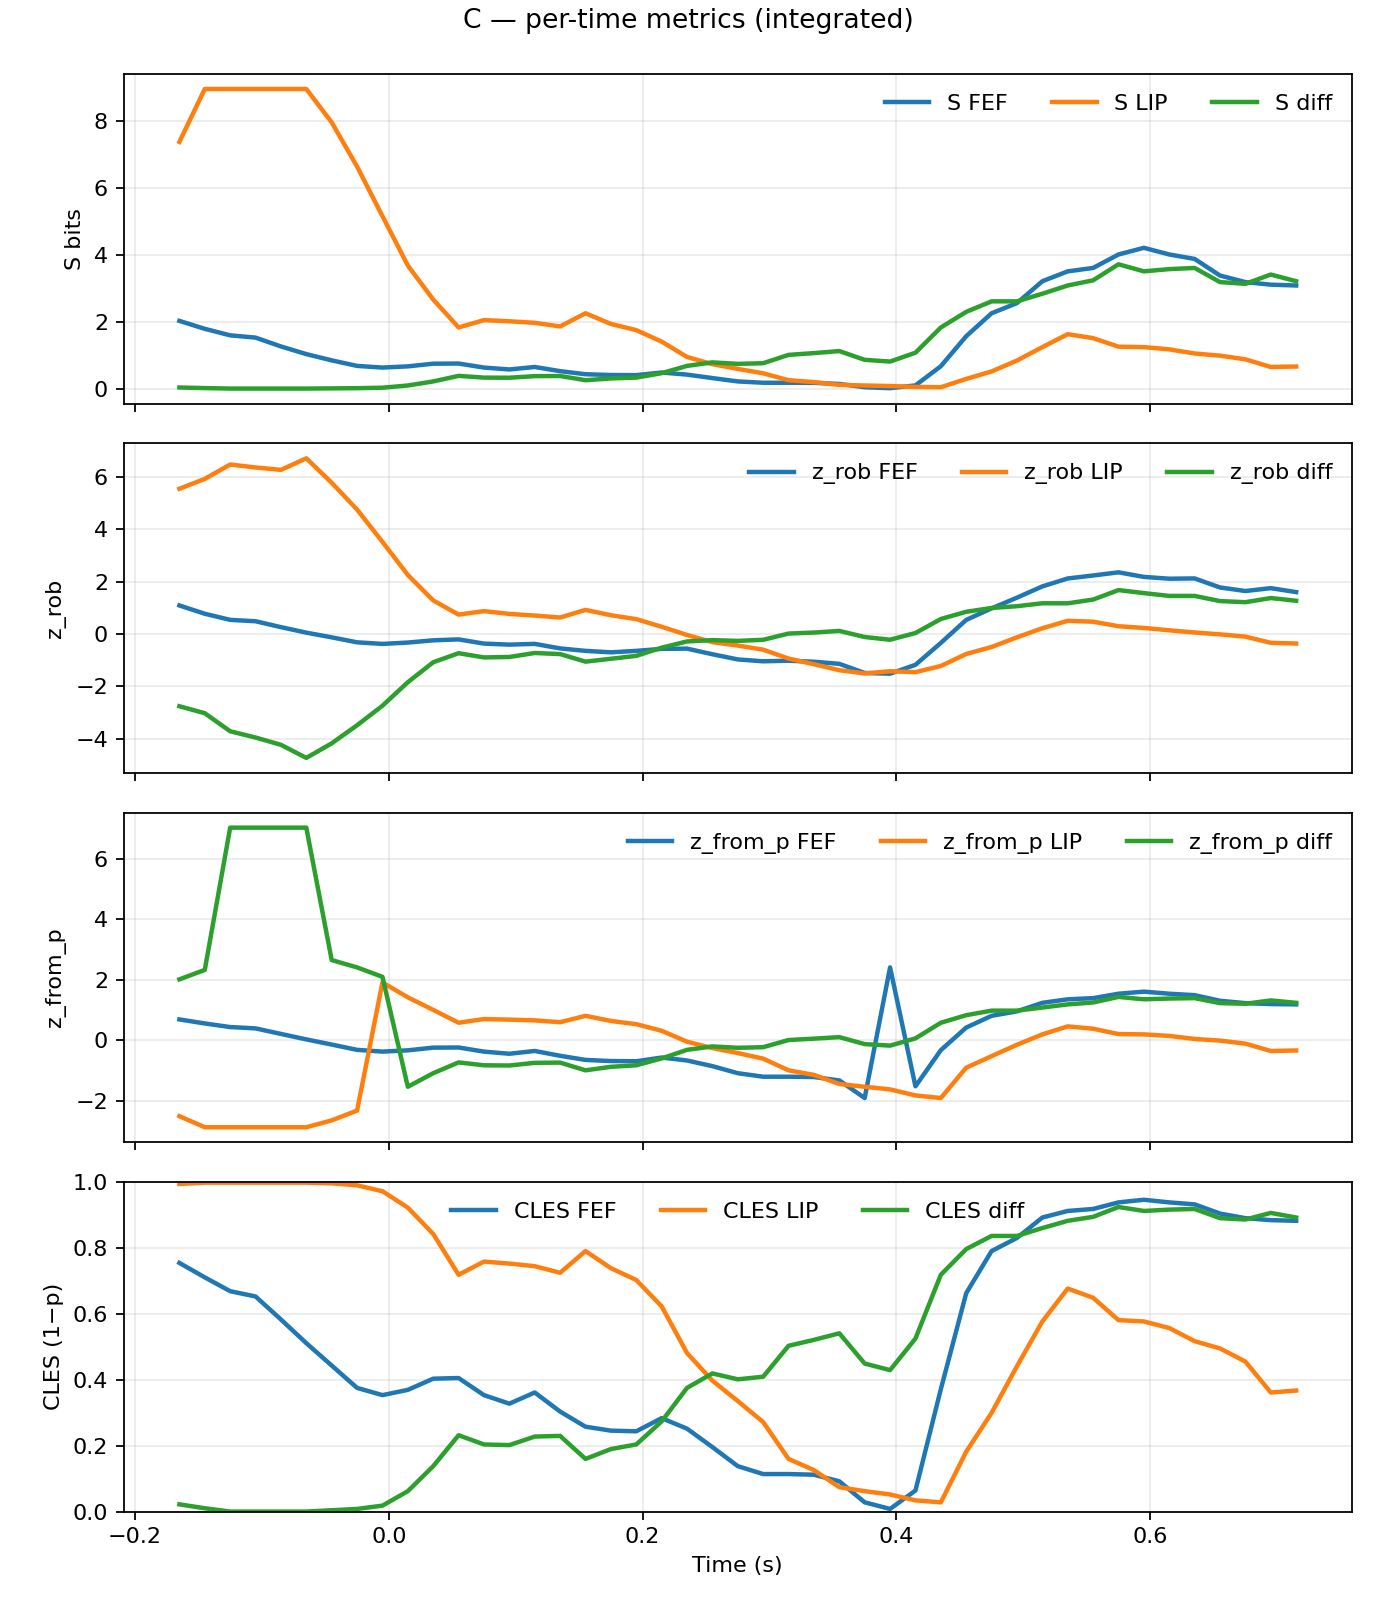 C — per-time metrics (integrated)
S FEF S LIP S diff
8
6
4
2
0
S bits
z_rob FEF z_rob LIP z_rob diff
6
4
2
0
−2
−4
z_rob
z_from_p FEF z_from_p LIP z_from_p diff
6
4
2
0
−2
z_from_p
CLES FEF CLES LIP CLES diff
1.0
0.8
0.6
0.4
0.2
0.0
CLES (1−p)
−0.2 0.0 0.2 0.4 0.6
Time (s)